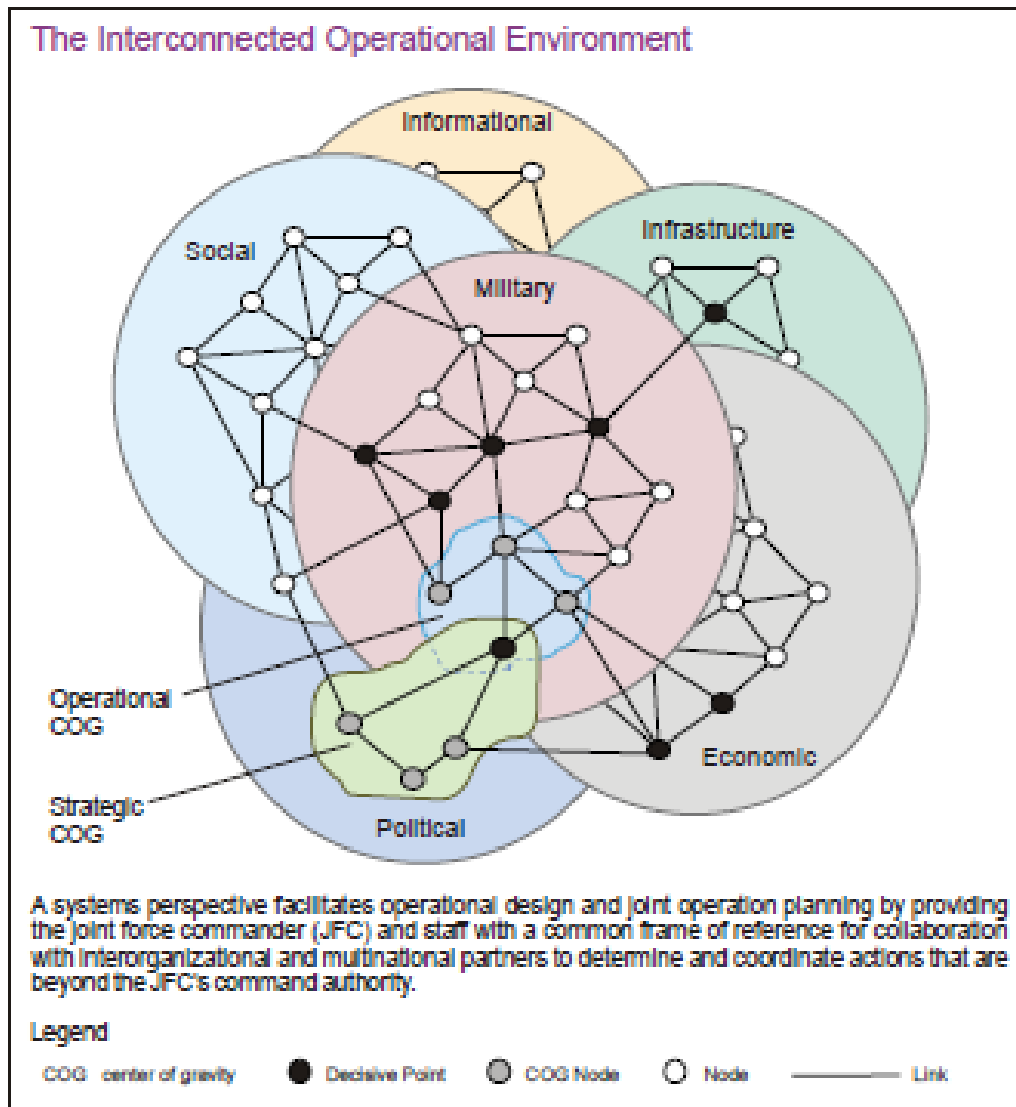 The Interconnected Operational Environment
Informational
Infrastructure
Social
Military
Operational
COG
Economic
Strategic
COG
Political
A systems perspective facilitates operational design and joint operation planning by providing
the joint force commander (JFC) and staff with a common frame of reference for collaboration
with interorganizational and multinational partners to determine and coordinate actions that are
beyond the JFC's command authority.
Legend
COG center of gravity Decisive Point COG Node Node Link